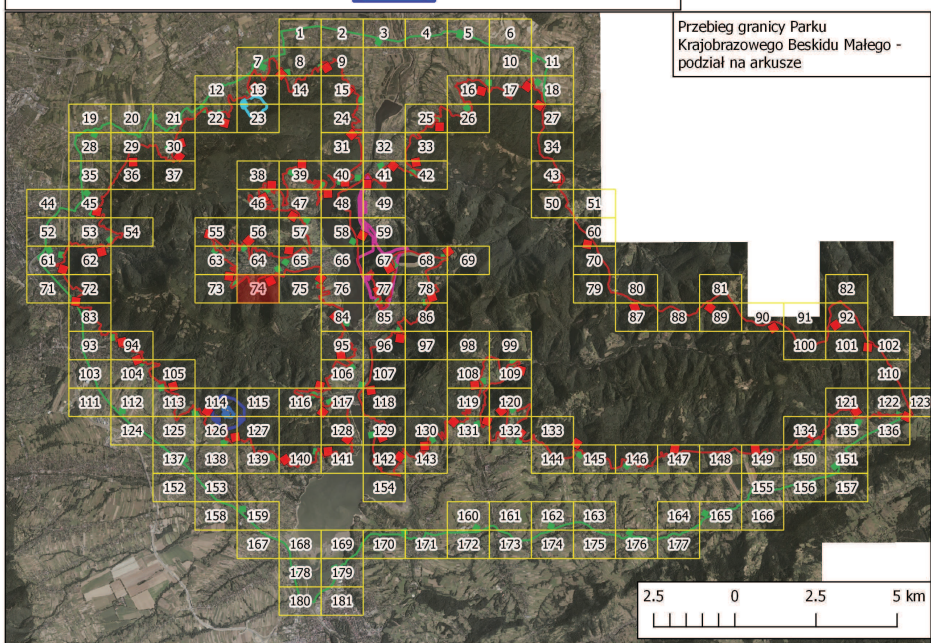 Przebieg granicy Parku
Krajobrazowego Beskidu Małego -
podział na arkusze
1 2 3 4 5 6
7 8 9 10 11
12 13 14 15 16 17 18
19 20 21 22 23 24 25 26 27
28 29 30 31 32 33 34
35 36 37 38 39 40 41 42 43
44 45 46 47 48 49 50 51
52 53 54 55 56 57 58 59 60
61 62 63 64 65 66 67 68 69 70
71 72 73 74 75 76 77 78 79 80 81 82
83 84 85 86 87 88 89 90 91 92
93 94 95 96 97 98 99 100 101 102
103 104 105 106 107 108 109 110
111 112 113 114 115 116 117 118 119 120 121 122 123
124 125 126 127 128 129 130 131 132 133 134 135 136
137 138 139 140 141 142 143 144 145 146 147 148 149 150 151
152 153 154 155 156 157
158 159 160 161 162 163 164 165 166
167 168 169 170 171 172 173 174 175 176 177
178 179
180 181
2.5 0 2.5 5 km